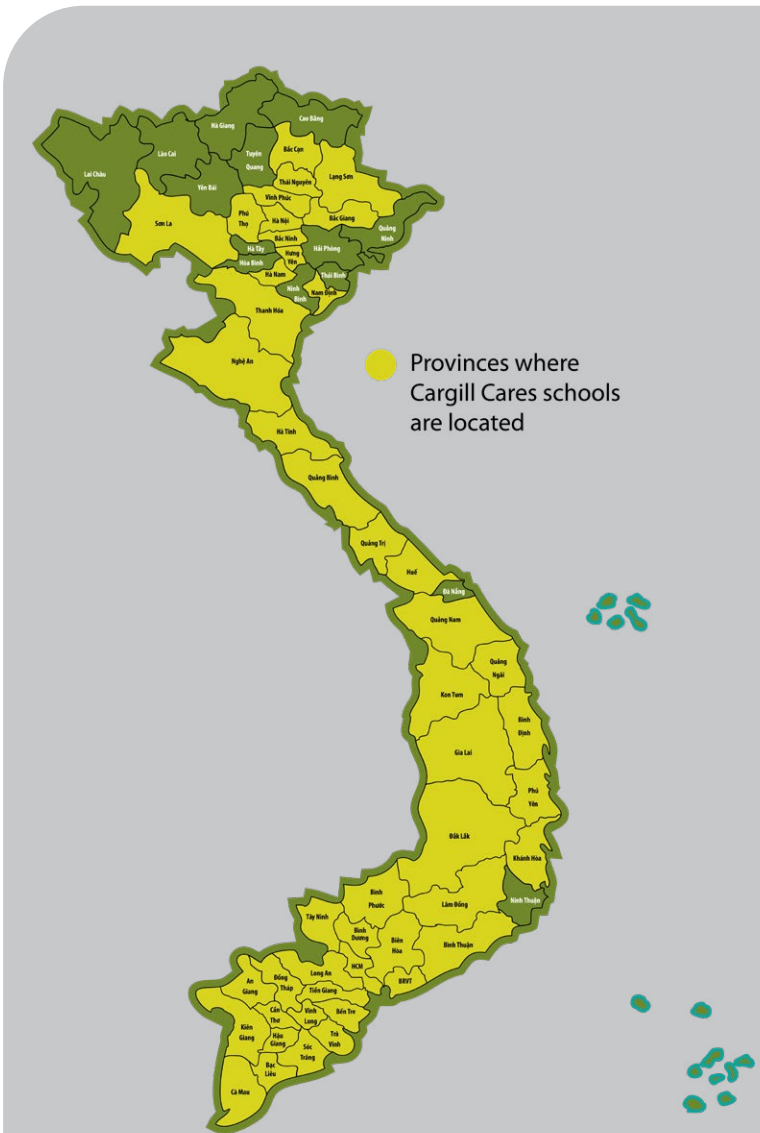 Hà Giang
Cao Bằng
Lào Cai
Lai Châu
Tuyên
Quang
Bắc Cạn
Lạng Sơn
Yên Bái
Thái Nguyên
Vĩnh Phúc
Sơn La
Phú
Thọ
Hà Nội
Bắc Giang
Quảng
Ninh
Bắc Ninh
Hải Phòng
Hà Tây
Hưng
Yên
Hòa Bình
Hà Nam
Thái Bình
Ninh
Bình
Nam Định
Thanh Hóa
Nghệ An
Provinces where
Cargill Cares schools
are located
Hà Tĩnh
Quảng Bình
Quảng Trị
Huế
Đà Nẵng
Quảng Nam
Quảng
Ngãi
Kon Tum
Bình
Định
Gia Lai
Phú
Yên
Đắk Lắk
Khánh Hòa
Bình
Phước
Lâm Đồng
Ninh Thuận
Tây Ninh
Bình
Dương
Biên
Hòa
Bình Thuận
HCM
BRVT
Long An
An
Giang
Đồng
Tháp
Tiền Giang
Cần
Thơ
Vĩnh
Long
Bến Tre
Kiên
Giang
Hậu
Giang
Trà
Vinh
Sóc
Trăng
Bạc
Liêu
Cà Mau